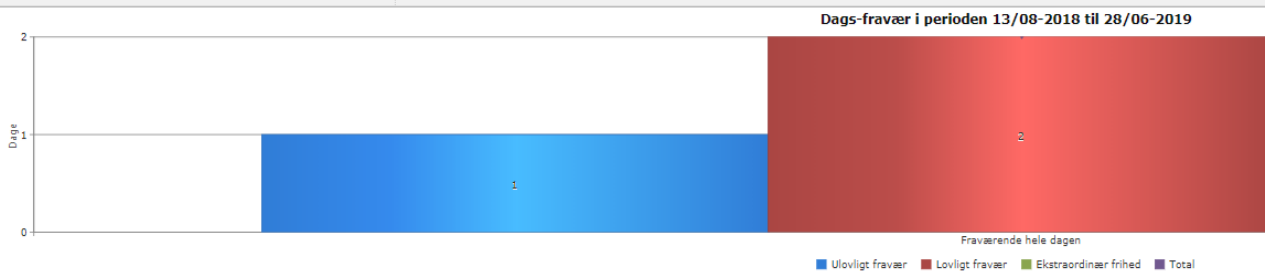 Dags-fravær i perioden 13/08-2018 til 28/06-2019
2
Dage
1
0
1
2
Fraværende hele dagen
Ulovligt fravær Lovligt fravær Ekstraordinær frihed Total